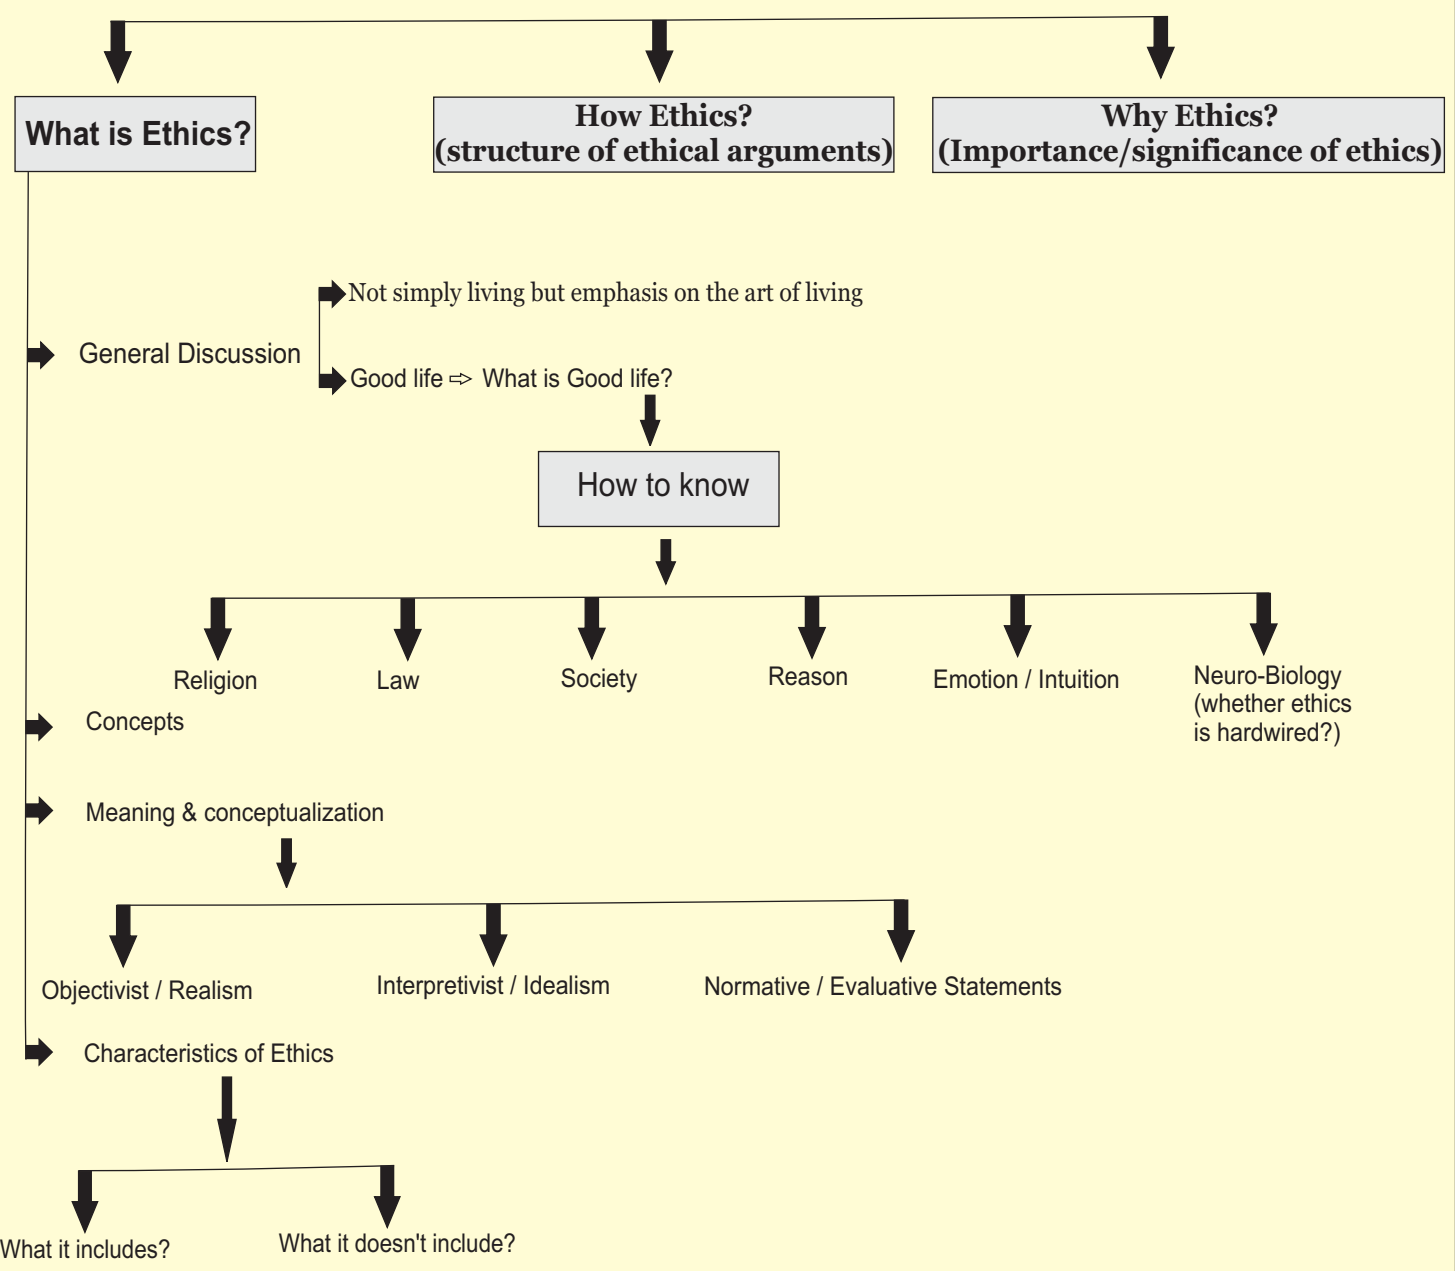 What is Ethics?
How Ethics?
(structure of ethical arguments)
Why Ethics?
(Importance/significance of ethics)
Not simply living but emphasis on the art of living
General Discussion
Good life ⇨ What is Good life?
How to know
Religion
Law
Society
Reason
Emotion / Intuition
Neuro-Biology
(whether ethics
is hardwired?)
Concepts
Meaning & conceptualization
Objectivist / Realism
Interpretivist / Idealism
Normative / Evaluative Statements
Characteristics of Ethics
What it includes?
What it doesn't include?